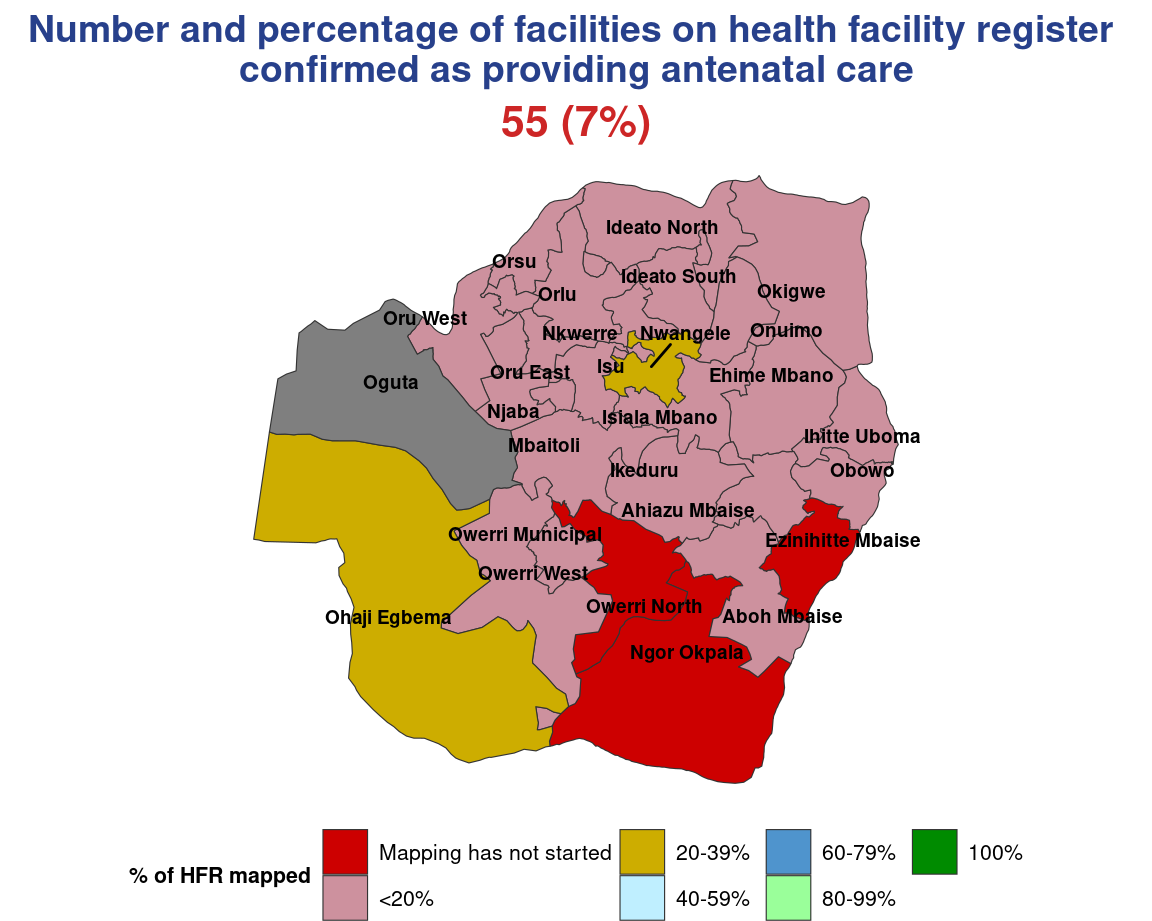 Number and percentage of facilities on health facility register
confirmed as providing antenatal care
55 (7%)
Ideato North
Orsu
Ideato South
Orlu
Okigwe
Oru West
Nkwerre
Nwangele
Onuimo
Isu
Oru East
Ehime Mbano
Oguta
Njaba
Isiala Mbano
Mbaitoli
Ihitte Uboma
Ikeduru
Obowo
Ahiazu Mbaise
Owerri Municipal
Ezinihitte Mbaise
Owerri West
Owerri North
Ohaji Egbema
Aboh Mbaise
Ngor Okpala
% of HFR mapped
Mapping has not started
<20%
20-39%
40-59%
60-79%
80-99%
100%